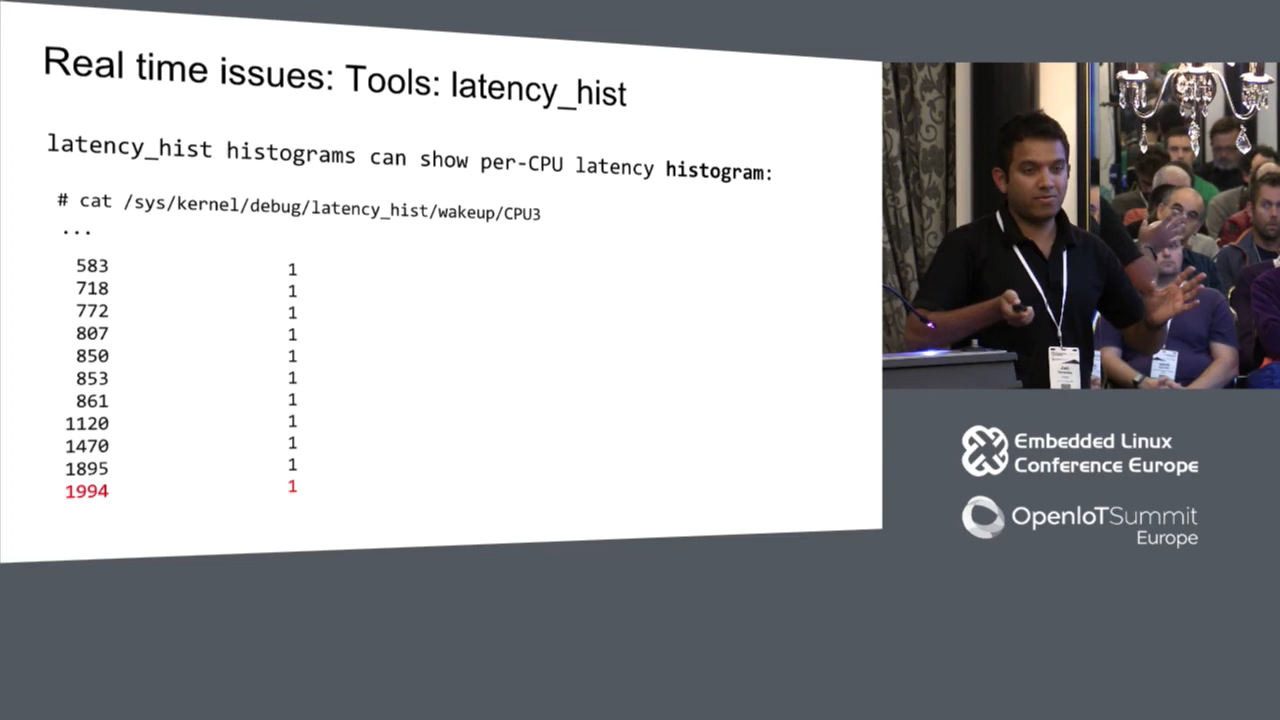 Real time issues: Tools: latency_hist
latency_hist histograms can show per-CPU latency histogram:
# cat /sys/kernel/debug/latency_hist/wakeup/CPU3
...
583 1
718 1
772 1
807 1
850 1
853 1
861 1
1120 1
1470 1
1895 1
1994 1
Embedded Linux
Conference Europe
OpenIoTSummit
Europe